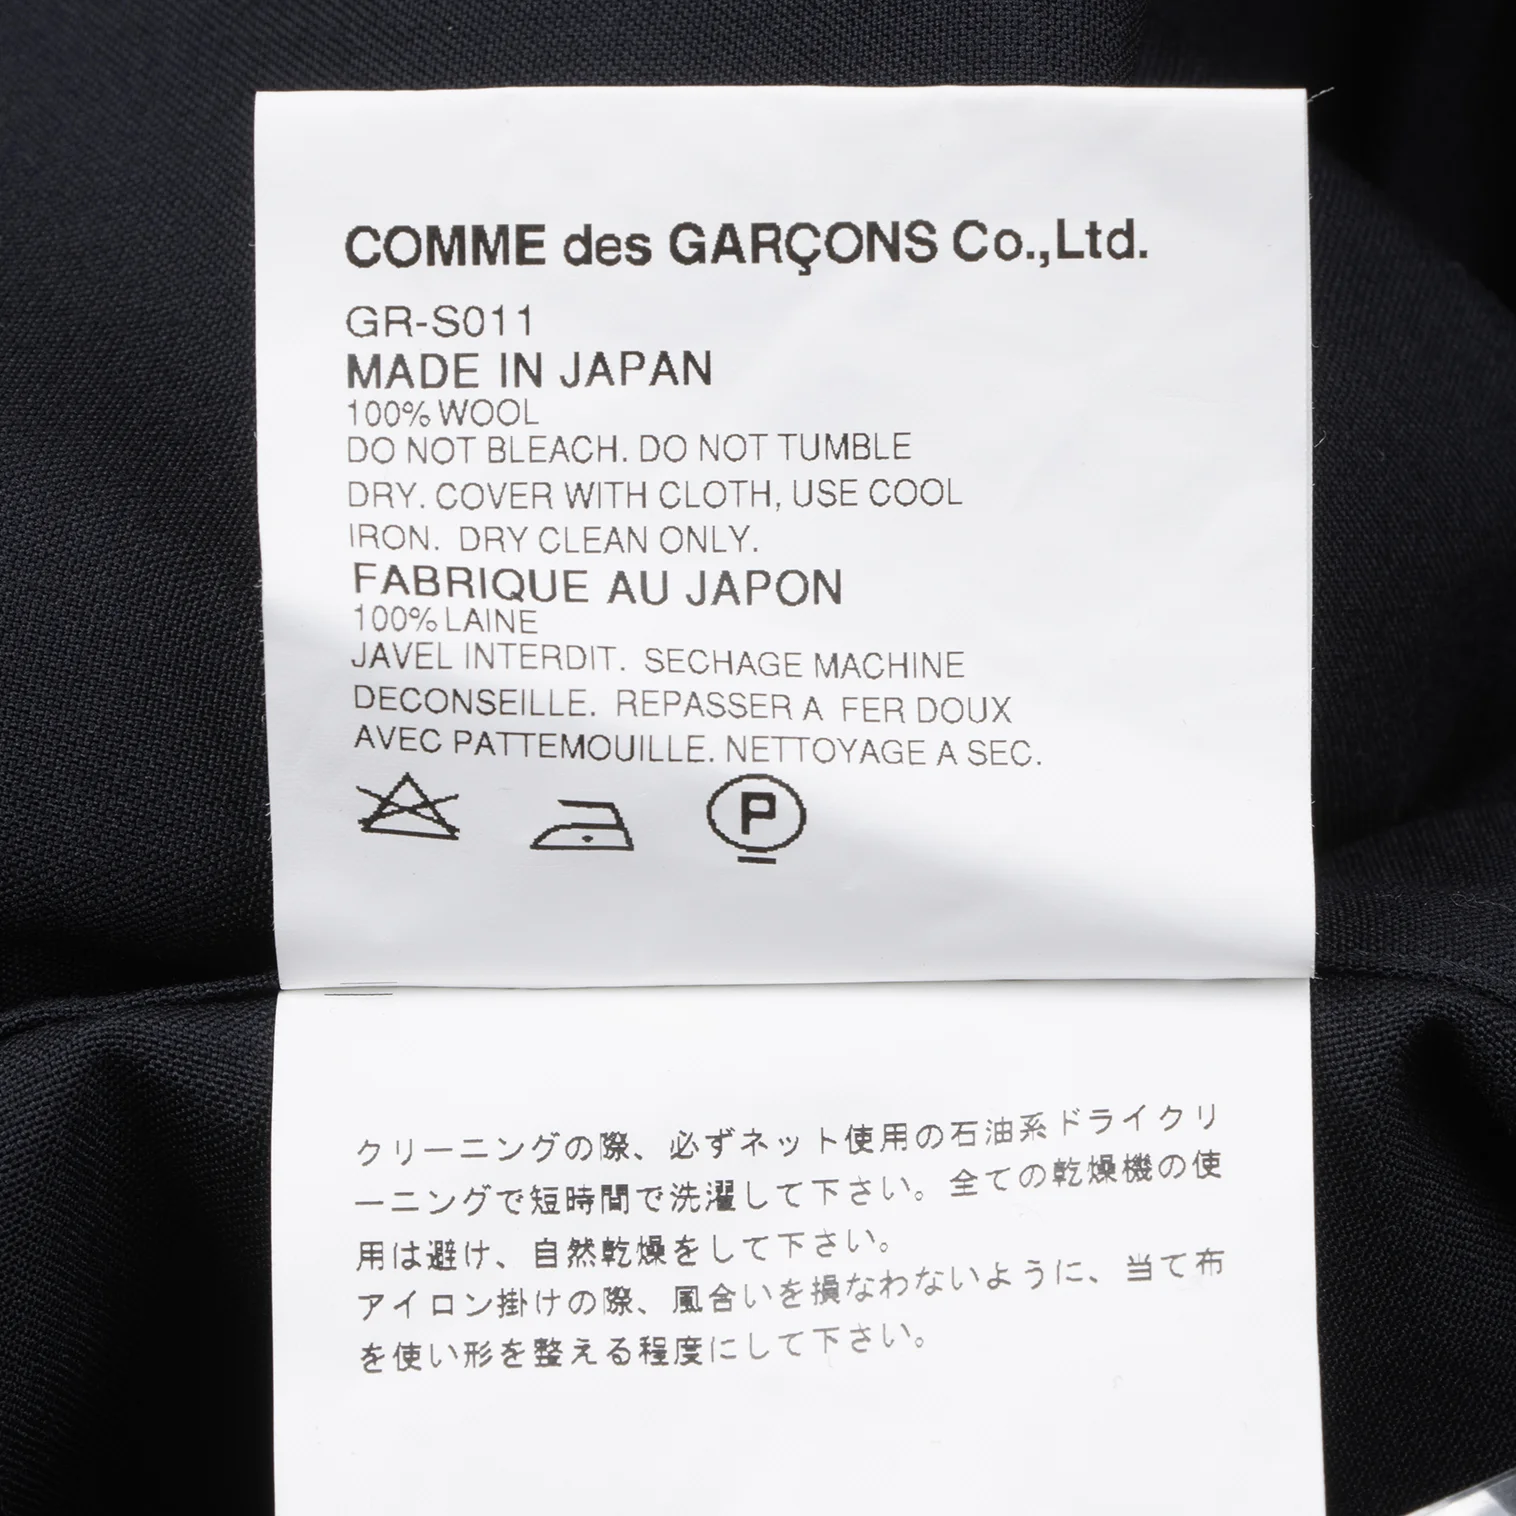 COMME des GARÇONS Co.,Ltd.
GR-S011
MADE IN JAPAN
100% WOOL
DO NOT BLEACH. DO NOT TUMBLE
DRY. COVER WITH CLOTH, USE COOL
IRON. DRY CLEAN ONLY.
FABRIQUE AU JAPON
100% LAINE
JAVEL INTERDIT. SECHAGE MACHINE
DECONSEILLE. REPASSER A FER DOUX
AVEC PATTEMOUILLE. NETTOYAGE A SEC.
P
クリーニングの際、必ずネット使用の石油系ドライクリ
ーニングで短時間で洗濯して下さい。全ての乾燥機の使
用は避け、自然乾燥をして下さい。
アイロン掛けの際、風合いを損なわないように、当て布
を使い形を整える程度にして下さい。